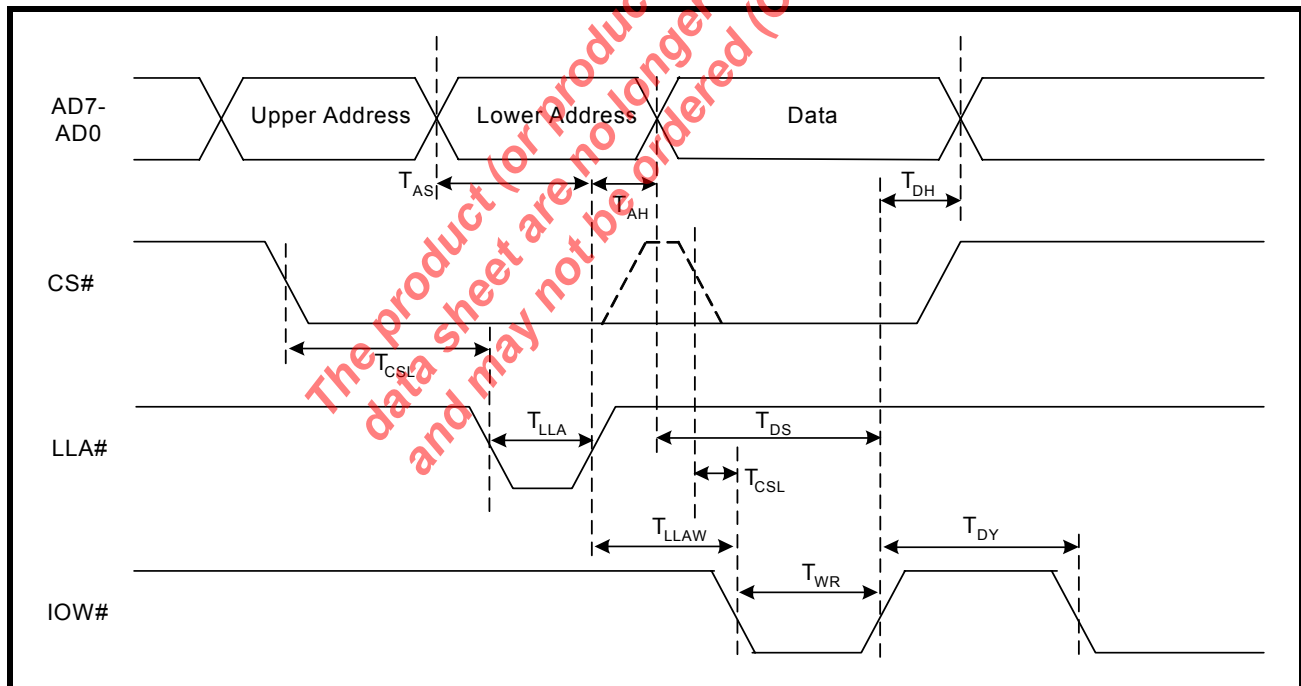 AD7-
AD0
Upper Address
Lower Address
Data
TAS
TAH
TDH
CS#
TCSL
LLA#
TLLA
TDS
TCSL
TLLAW
TDY
TWR
IOW#
The product (or produc
data sheet are no longer
and may not be ordered (O